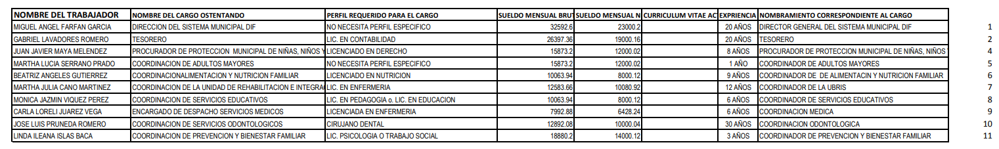 NOMBRE DEL TRABAJADOR NOMBRE DEL CARGO OSTENTANDO PERFIL REQUERIDO PARA EL CARGO SUELDO MENSUAL BRUT SUELDO MENSUAL N CURRICULUM VITAE AC EXPRIENCIA NOMBRAMIENTO CORRESPONDIENTE AL CARGO
MIGUEL ANGEL FARFAN GARCIA DIRECCION DEL SISTEMA MUNICIPAL DIF NO NECESITA PERFIL ESPECIFICO 32592.6 23000.2 20 AÑOS DIRECTOR GENERAL DEL SISTEMA MUNICIPAL DIF 1
GABRIEL LAVADORES ROMERO TESORERO LIC. EN CONTABILIDAD 26397.36 19000.16 20 AÑOS TESORERO 2
JUAN JAVIER MAYA MELENDEZ PROCURADOR DE PROTECCION MUNICIPAL DE NIÑAS, NIÑOS Y LICENCIADO EN DERECHO 15873.2 12000.02 8 AÑOS PROCURADOR DE PROTECCION MUNICIPAL DE NIÑAS, NIÑOS 4
MARTHA LUCIA SERRANO PRADO COORDINACION DE ADULTOS MAYORES NO NECESITA PERFIL ESPECIFICO 15873.2 12000.02 1 AÑO COORDINADOR DE ADULTOS MAYORES 5
BEATRIZ ANGELES GUTIERREZ COORDINACIONALIMENTACION Y NUTRICION FAMILIAR LICENCIADO EN NUTRICION 10063.94 8000.12 9 AÑOS COORDINADOR DE DE ALIMENTACIN Y NUTRICION FAMILIAR 6
MARTHA JULIA CANO MARTINEZ COORDINACION DE LA UNIDAD DE REHABILITACION E INTEGRA LIC. EN ENFERMERIA 12583.66 10080.92 12 AÑOS COORDINADOR DE LA UBRIS 7
MONICA JAZMIN VIQUEZ PEREZ COORDINACION DE SERVICIOS EDUCATIVOS LIC. EN PEDAGOGIA o. LIC. EN EDUCACION 10063.94 8000.12 6 AÑOS COORDINADOR DE SERVICIOS EDUCATIVOS 8
CARLA LORELI JUAREZ VEGA ENCARGADO DE DESPACHO SERVICIOS MEDICOS LICENCIADA EN ENFERMERIA 7992.88 6428.24 6 AÑOS COORDINACION MEDICA 9
JOSE LUIS PRUNEDA ROMERO COORDINACION DE SERVICIOS ODONTOLOGICOS CIRUJANO DENTAL 12892.08 10000.04 30 AÑOS COORDINACION ODONTOLOGICA 10
LINDA ILEANA ISLAS BACA COORDINACION DE PREVENCION Y BIENESTAR FAMILIAR LIC. PSICOLOGIA O TRABAJO SOCIAL 18880.2 14000.12 3 AÑOS COORDINADOR DE PREVENCION Y BIENESTAR FAMILIAR 11